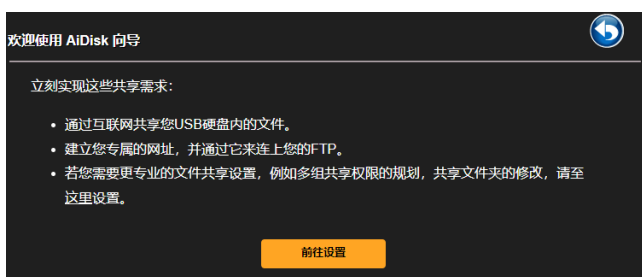 欢迎使用 AiDisk 向导
立刻实现这些共享需求：
• 通过互联网共享您USB硬盘内的文件。
• 建立您专属的网址，并通过它来连上您的FTP。
• 若您需要更专业的文件共享设置，例如多组共享权限的规划，共享文件夹的修改，请至
这里设置。
前往设置